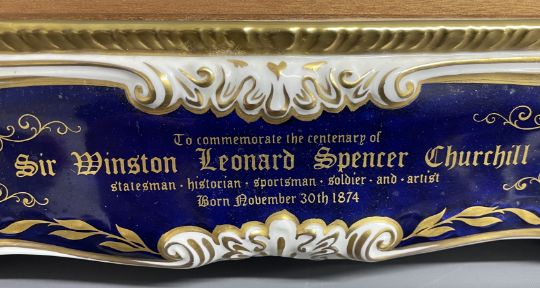 To commemorate the centenary of
Sir Winston Leonard Spencer Churchill
statesman · historian · sportsman · soldier · and · artist
Born November 30th 1874